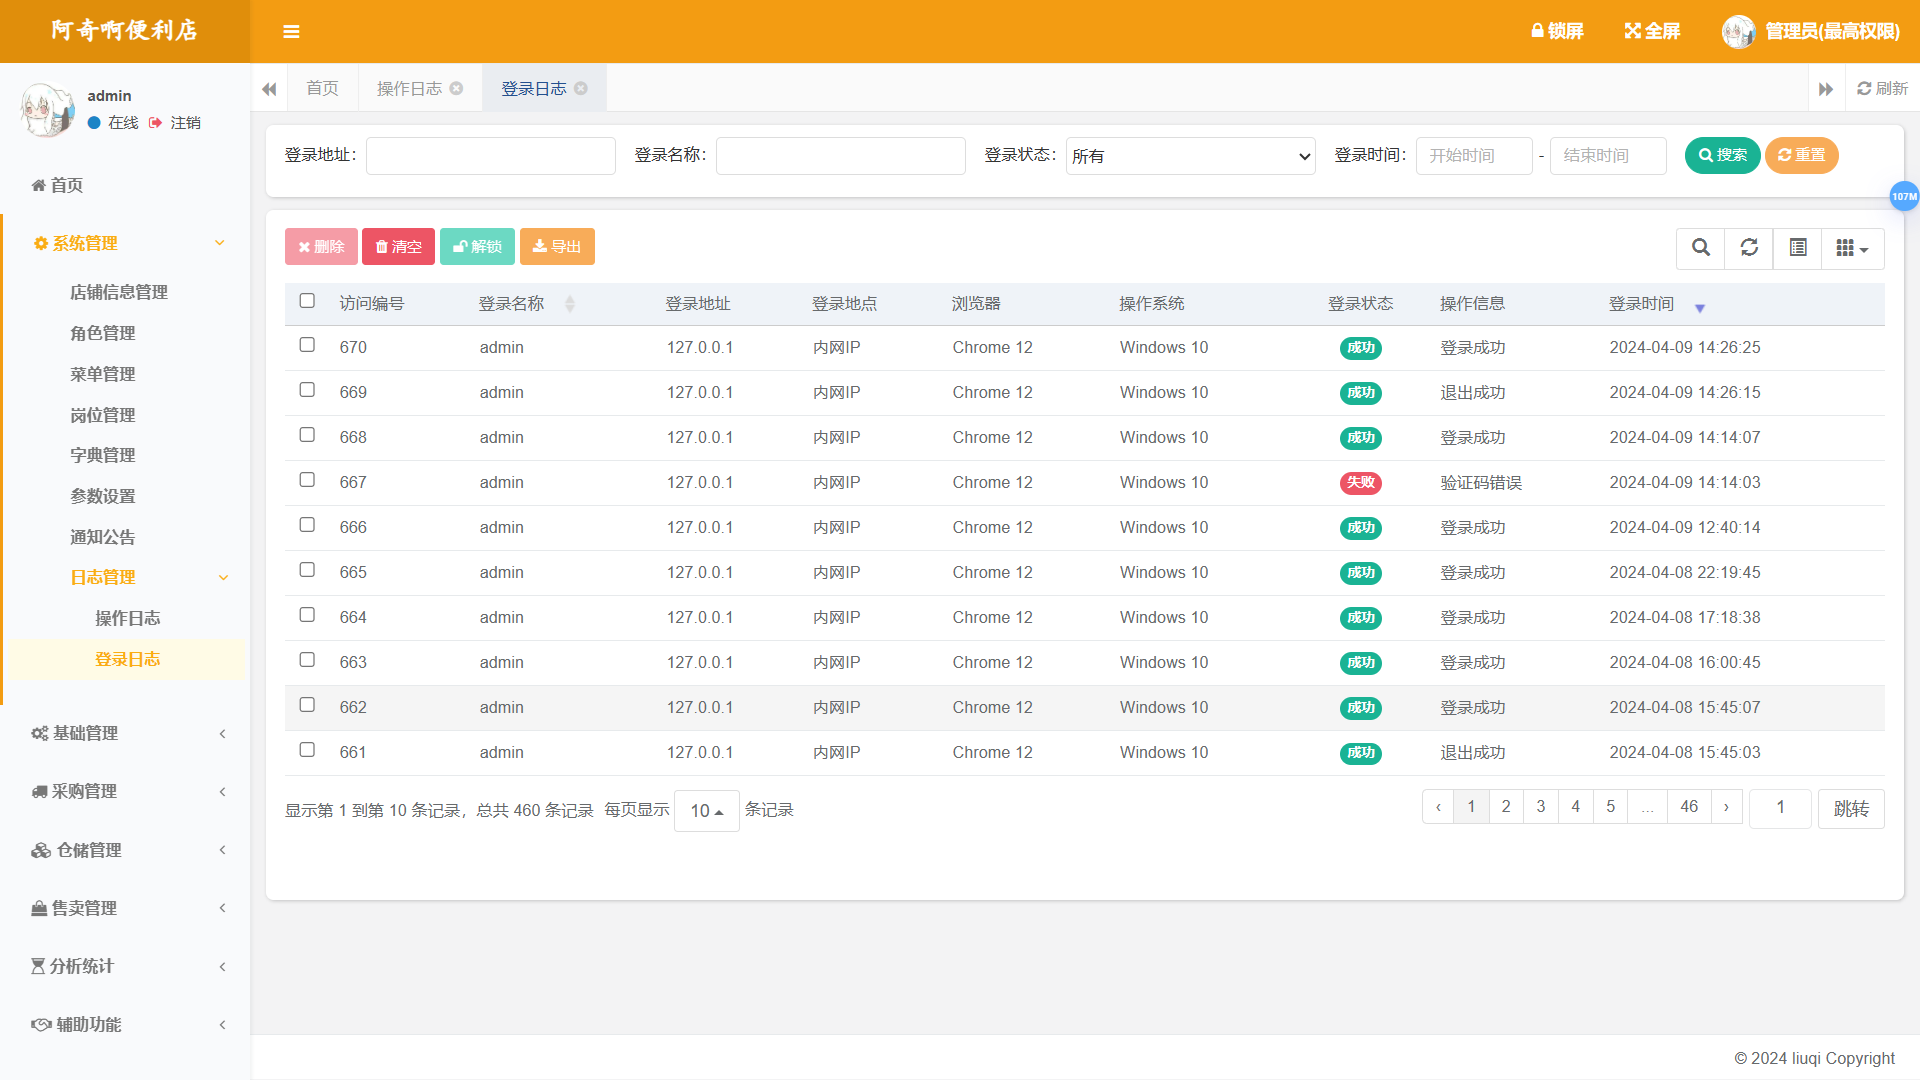 阿奇啊便利店
锁屏 全屏 管理员(最高权限)
admin
在线 注销
首页 操作日志 登录日志 刷新
登录地址： 登录名称： 登录状态： 所有 登录时间： 开始时间 - 结束时间 搜索 重置
107M
首页
系统管理
店铺信息管理
角色管理
菜单管理
岗位管理
字典管理
参数设置
通知公告
日志管理
操作日志
登录日志
基础管理
采购管理
仓储管理
售卖管理
分析统计
辅助功能
删除 清空 解锁 导出
访问编号 登录名称 登录地址 登录地点 浏览器 操作系统 登录状态 操作信息 登录时间
670 admin 127.0.0.1 内网IP Chrome 12 Windows 10 成功 登录成功 2024-04-09 14:26:25
669 admin 127.0.0.1 内网IP Chrome 12 Windows 10 成功 退出成功 2024-04-09 14:26:15
668 admin 127.0.0.1 内网IP Chrome 12 Windows 10 成功 登录成功 2024-04-09 14:14:07
667 admin 127.0.0.1 内网IP Chrome 12 Windows 10 失败 验证码错误 2024-04-09 14:14:03
666 admin 127.0.0.1 内网IP Chrome 12 Windows 10 成功 登录成功 2024-04-09 12:40:14
665 admin 127.0.0.1 内网IP Chrome 12 Windows 10 成功 登录成功 2024-04-08 22:19:45
664 admin 127.0.0.1 内网IP Chrome 12 Windows 10 成功 登录成功 2024-04-08 17:18:38
663 admin 127.0.0.1 内网IP Chrome 12 Windows 10 成功 登录成功 2024-04-08 16:00:45
662 admin 127.0.0.1 内网IP Chrome 12 Windows 10 成功 登录成功 2024-04-08 15:45:07
661 admin 127.0.0.1 内网IP Chrome 12 Windows 10 成功 退出成功 2024-04-08 15:45:03
显示第 1 到第 10 条记录，总共 460 条记录 每页显示 10 条记录
‹ 1 2 3 4 5 ... 46 › 1 跳转
© 2024 liuqi Copyright